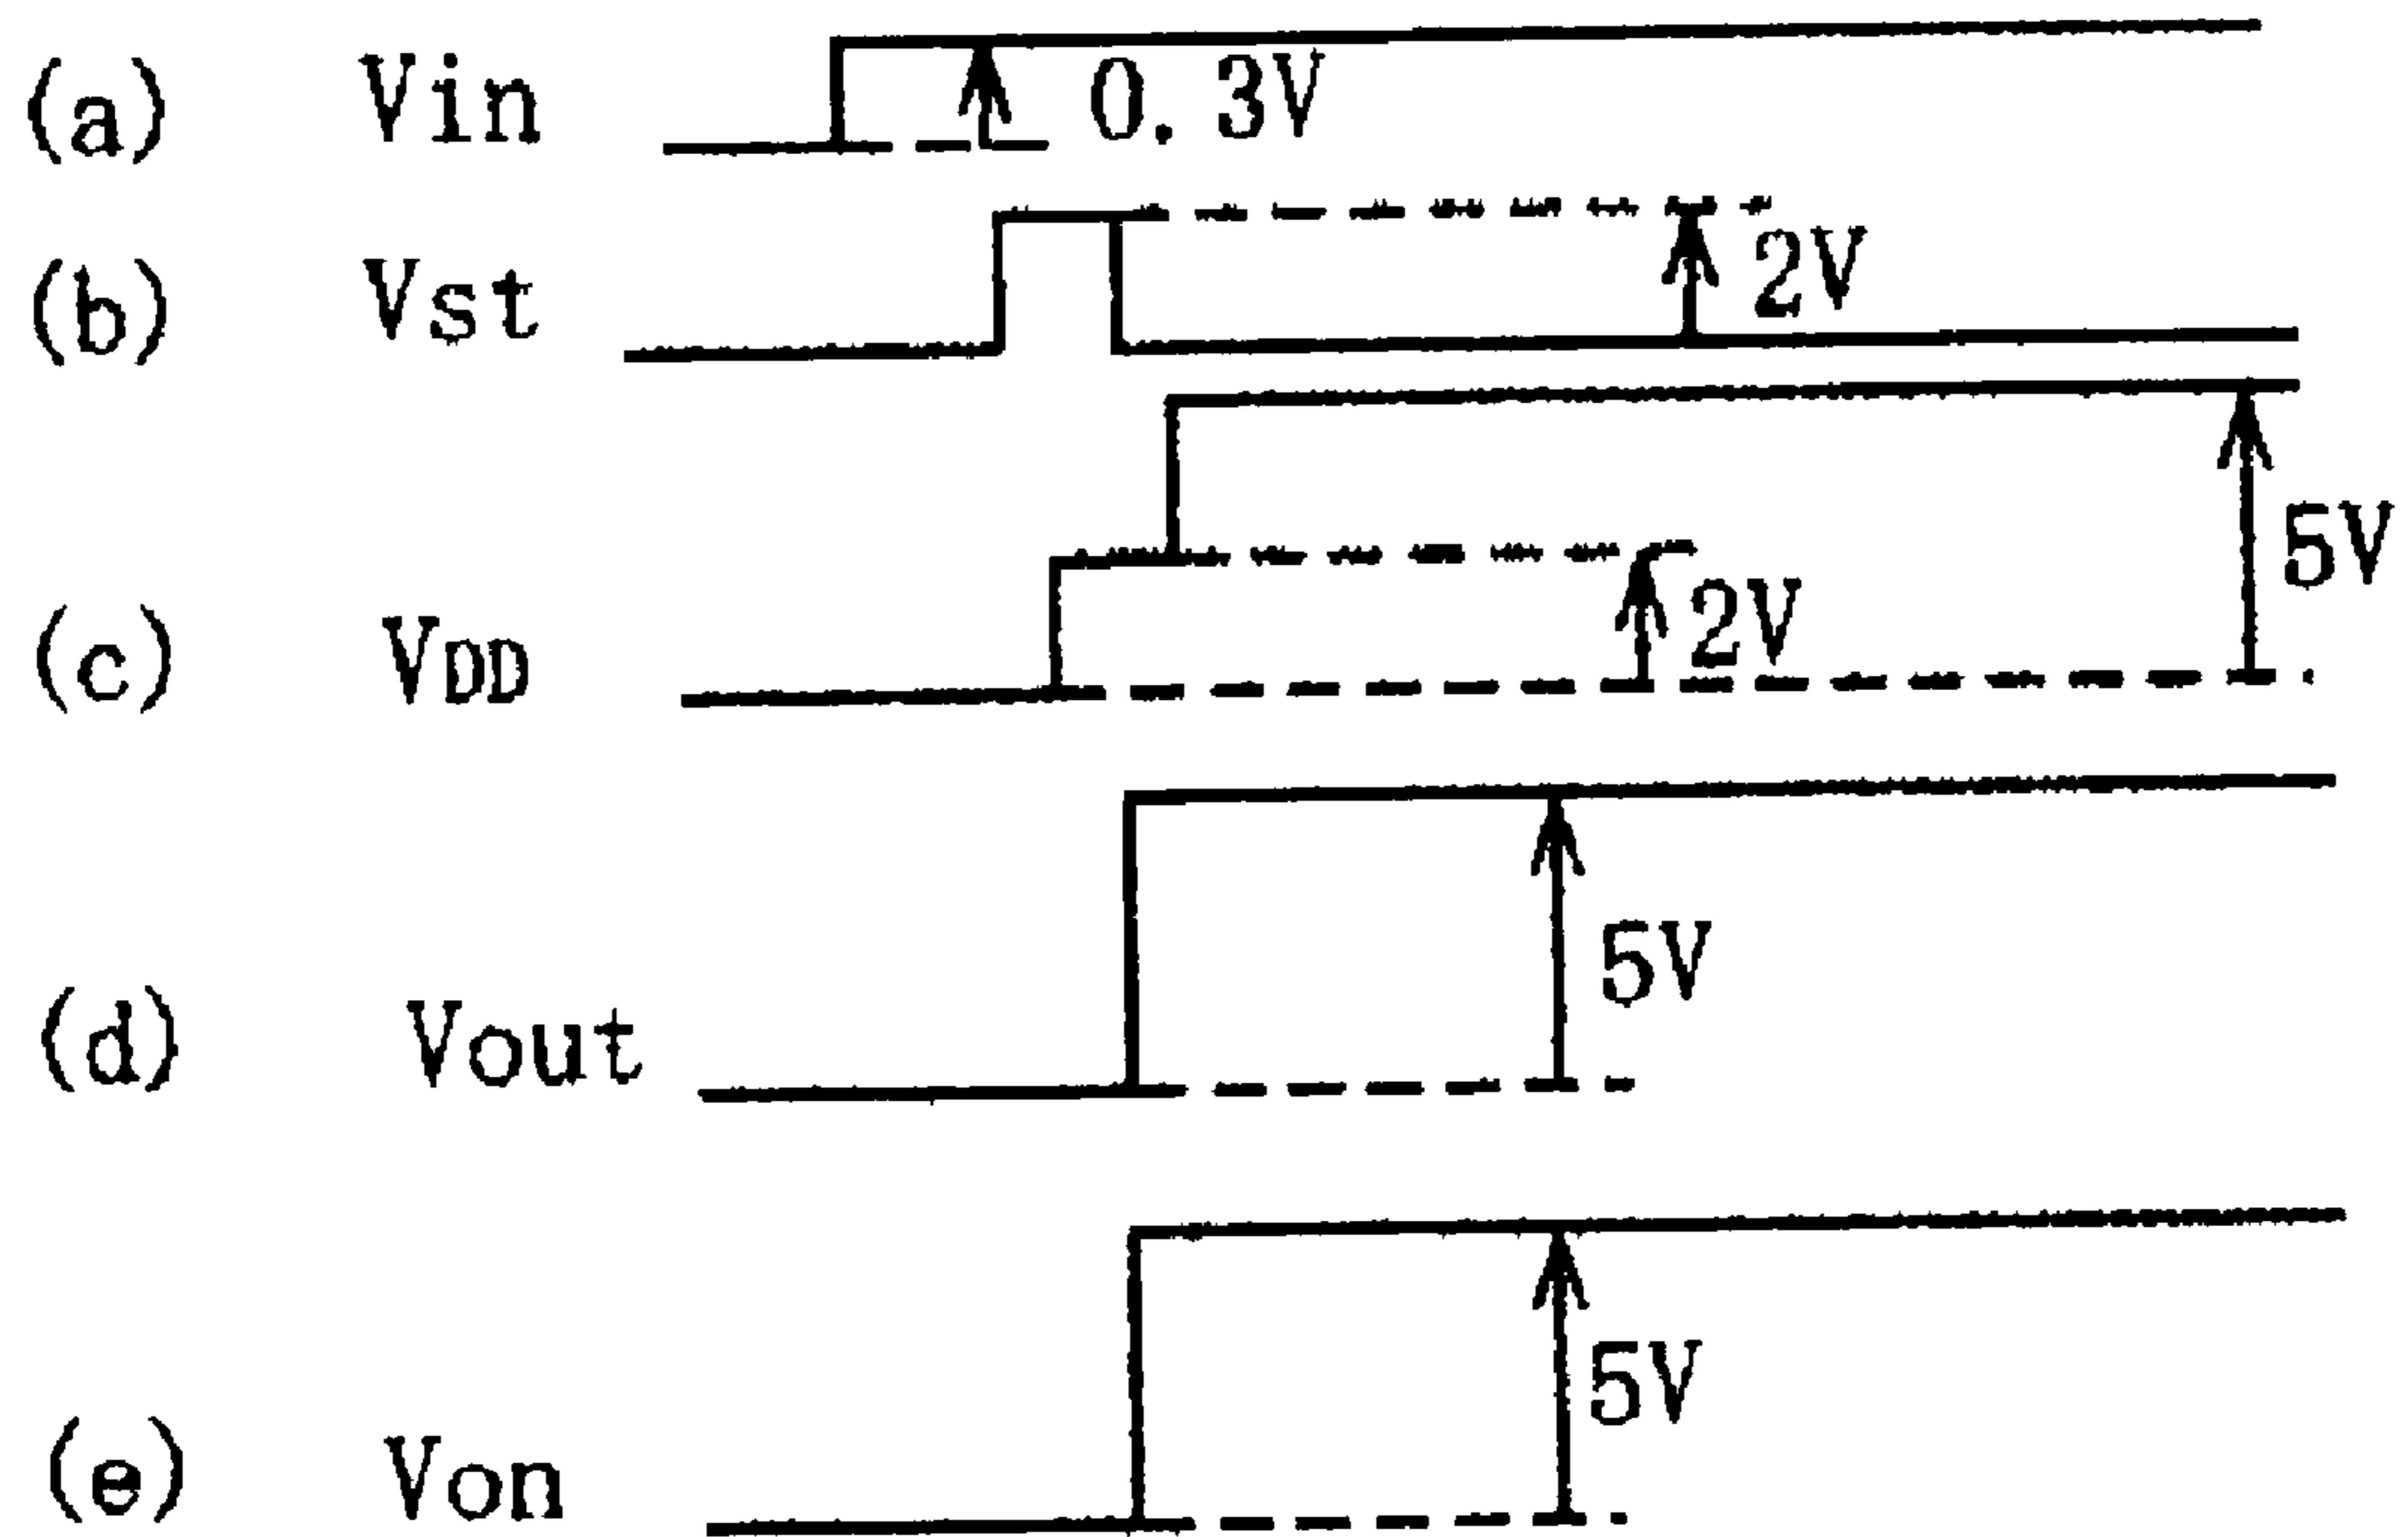 (a) Vin 0.3V
(b) Vst 2V
5V
(c) VDD 2V
(d) Vout 5V
(e) Von 5V